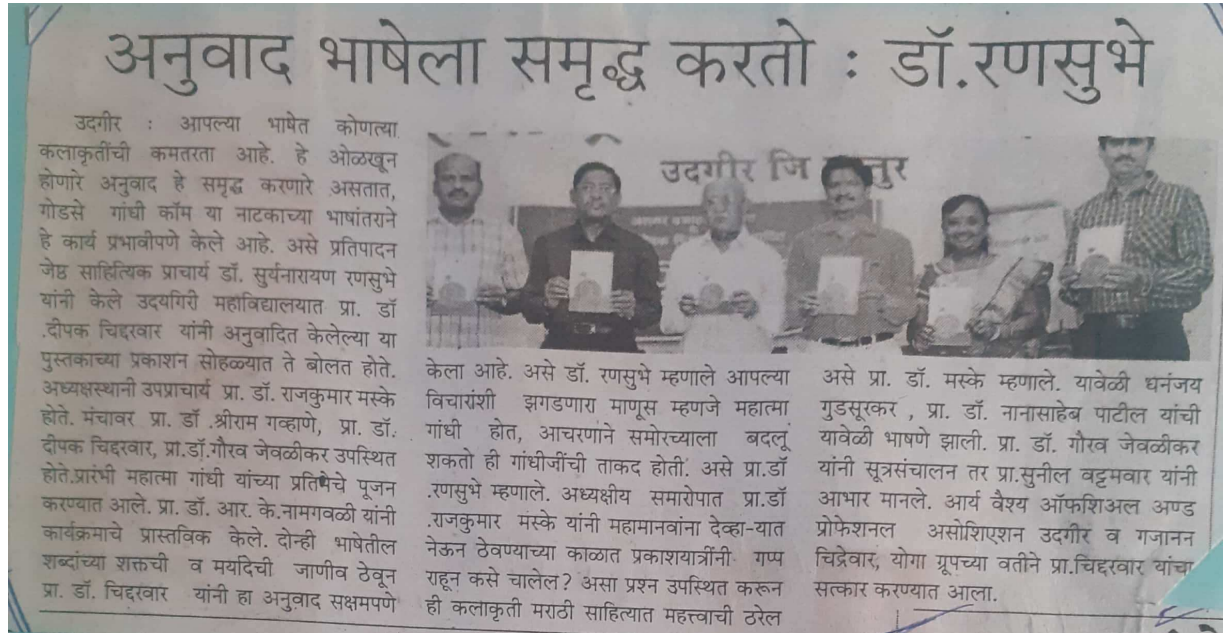 अनुवाद भाषेला समृद्ध करतो : डॉ.रणसुभे
उदगीर : आपल्या भाषेत कोणत्या
कलाकृतींची कमतरता आहे. हे ओळखून
होणारे अनुवाद हे समृद्ध करणारे असतात,
गोडसे गांधी कॉम या नाटकाच्या भाषांतराने
हे कार्य प्रभावीपणे केले आहे. असे प्रतिपादन
जेष्ठ साहित्यिक प्राचार्य डॉ. सुर्यनारायण रणसुभे
यांनी केले उदयगिरी महाविद्यालयात प्रा. डॉ
.दीपक चिद्दरवार यांनी अनुवादित केलेल्या या
पुस्तकाच्या प्रकाशन सोहळ्यात ते बोलत होते.
अध्यक्षस्थानी उपप्राचार्य प्रा. डॉ. राजकुमार मस्के
होते. मंचावर प्रा. डॉ .श्रीराम गव्हाणे, प्रा. डॉ.
दीपक चिद्दरवार, प्रा.डॉ.गौरव जेवळीकर उपस्थित
होते.प्रारंभी महात्मा गांधी यांच्या प्रतिमेचे पूजन
करण्यात आले. प्रा. डॉ. आर. के.नामगवळी यांनी
कार्यक्रमाचे प्रास्तविक केले. दोन्ही भाषेतील
शब्दांच्या शक्तची व मर्यादेची जाणीव ठेवून
प्रा. डॉ. चिद्दरवार यांनी हा अनुवाद सक्षमपणे
उदगीर जि
केला आहे. असे डॉ. रणसुभे म्हणाले आपल्या
विचारांशी झगडणारा माणूस म्हणजे महात्मा
गांधी होत, आचरणाने समोरच्याला बदलू
शकतो ही गांधीजींची ताकद होती. असे प्रा.डॉ
.रणसुभे म्हणाले. अध्यक्षीय समारोपात प्रा.डॉ
.राजकुमार मस्के यांनी महामानवांना देव्हा-यात
नेऊन ठेवण्याच्या काळात प्रकाशयात्रींनी गप्प
राहून कसे चालेल? असा प्रश्न उपस्थित करून
ही कलाकृती मराठी साहित्यात महत्त्वाची ठरेल
असे प्रा. डॉ. मस्के म्हणाले. यावेळी धनंजय
गुडसूरकर , प्रा. डॉ. नानासाहेब पाटील यांची
यावेळी भाषणे झाली. प्रा. डॉ. गौरव जेवळीकर
यांनी सूत्रसंचालन तर प्रा.सुनील वट्टमवार यांनी
आभार मानले. आर्य वैश्य ऑफशिअल अण्ड
प्रोफेशनल असोशिएशन उदगीर व गजानन
चिद्रेवार, योगा ग्रूपच्या वतीने प्रा.चिद्दरवार यांचा
सत्कार करण्यात आला.